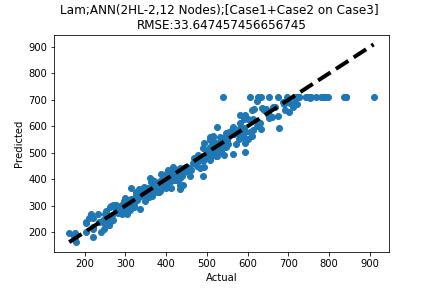 Lam;ANN(2HL-2,12 Nodes);[Case1+Case2 on Case3]
RMSE:33.647457456656745
900
800
700
600
500
400
300
200
Predicted
200 300 400 500 600 700 800 900
Actual